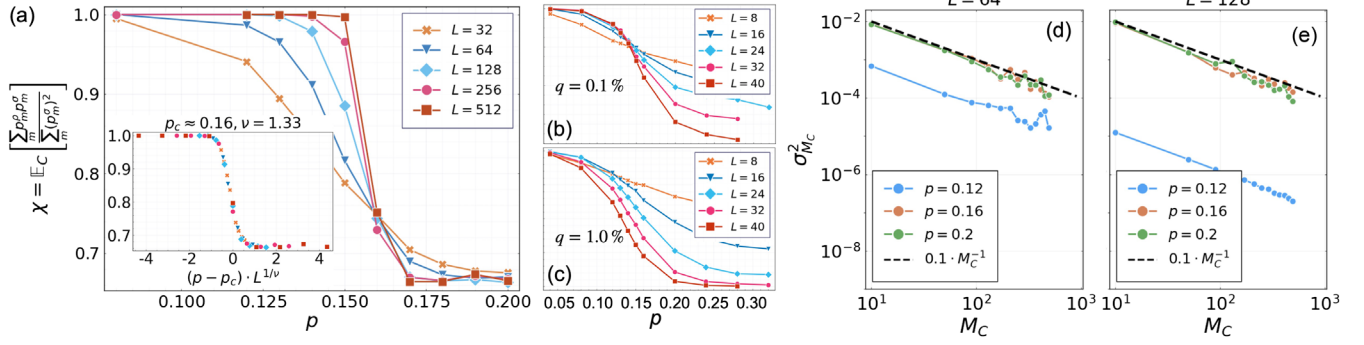 (a)
1.0
0.9
0.8
0.7
χ = 𝔼_C [∑_m p_m^ρ p_m^σ / ∑_m (p_m^σ)^2]
L = 32
L = 64
L = 128
L = 256
L = 512
p_c ≈ 0.16, ν = 1.33
1.0
0.9
0.8
0.7
-4
-2
0
2
4
(p − p_c) · L^{1/ν}
0.100
0.125
0.150
0.175
0.200
p
L = 8
L = 16
L = 24
L = 32
L = 40
q = 0.1 %
(b)
L = 8
L = 16
L = 24
L = 32
L = 40
q = 1.0 %
(c)
0.05
0.10
0.15
0.20
0.25
0.30
p
L = 64
(d)
10^{-2}
10^{-4}
10^{-6}
10^{-8}
σ^2_{M_C}
p = 0.12
p = 0.16
p = 0.2
0.1 · M_C^{-1}
10^1
10^2
10^3
M_C
L = 128
(e)
p = 0.12
p = 0.16
p = 0.2
0.1 · M_C^{-1}
10^1
10^2
10^3
M_C